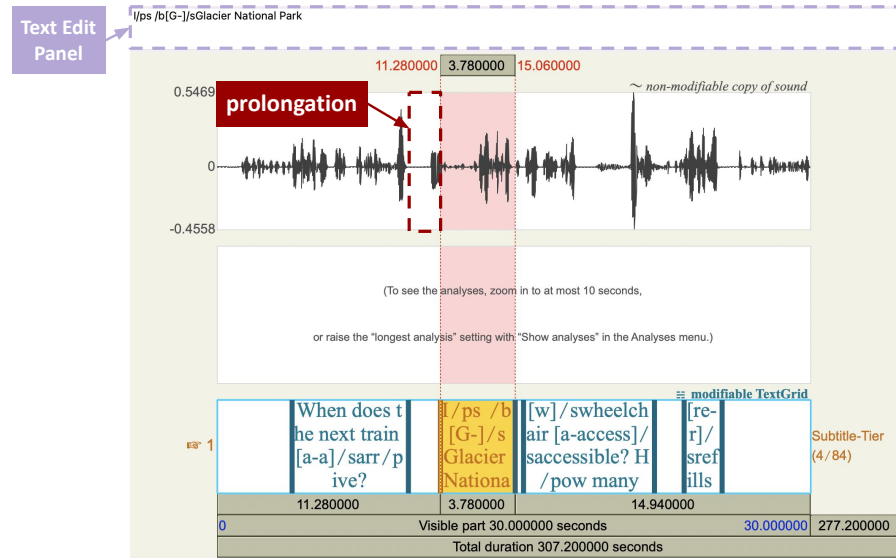 Text Edit
Panel
I/ps /b[G-]/sGlacier National Park
11.280000 3.780000 15.060000
0.5469
~ non-modifiable copy of sound
prolongation
0
-0.4558
(To see the analyses, zoom in to at most 10 seconds,
or raise the "longest analysis" setting with "Show analyses" in the Analyses menu.)
modifiable TextGrid
☞ 1
When does t
he next train
[a-a]/sarr/p
ive?
I/ps /b
[G-]/s
Glacier
Nationa
[w]/swheelch
air [a-access]/
saccessible? H
/pow many
[re-
r]/
sref
ills
Subtitle-Tier
(4/84)
11.280000 3.780000 14.940000
0 Visible part 30.000000 seconds 30.000000 277.200000
Total duration 307.200000 seconds